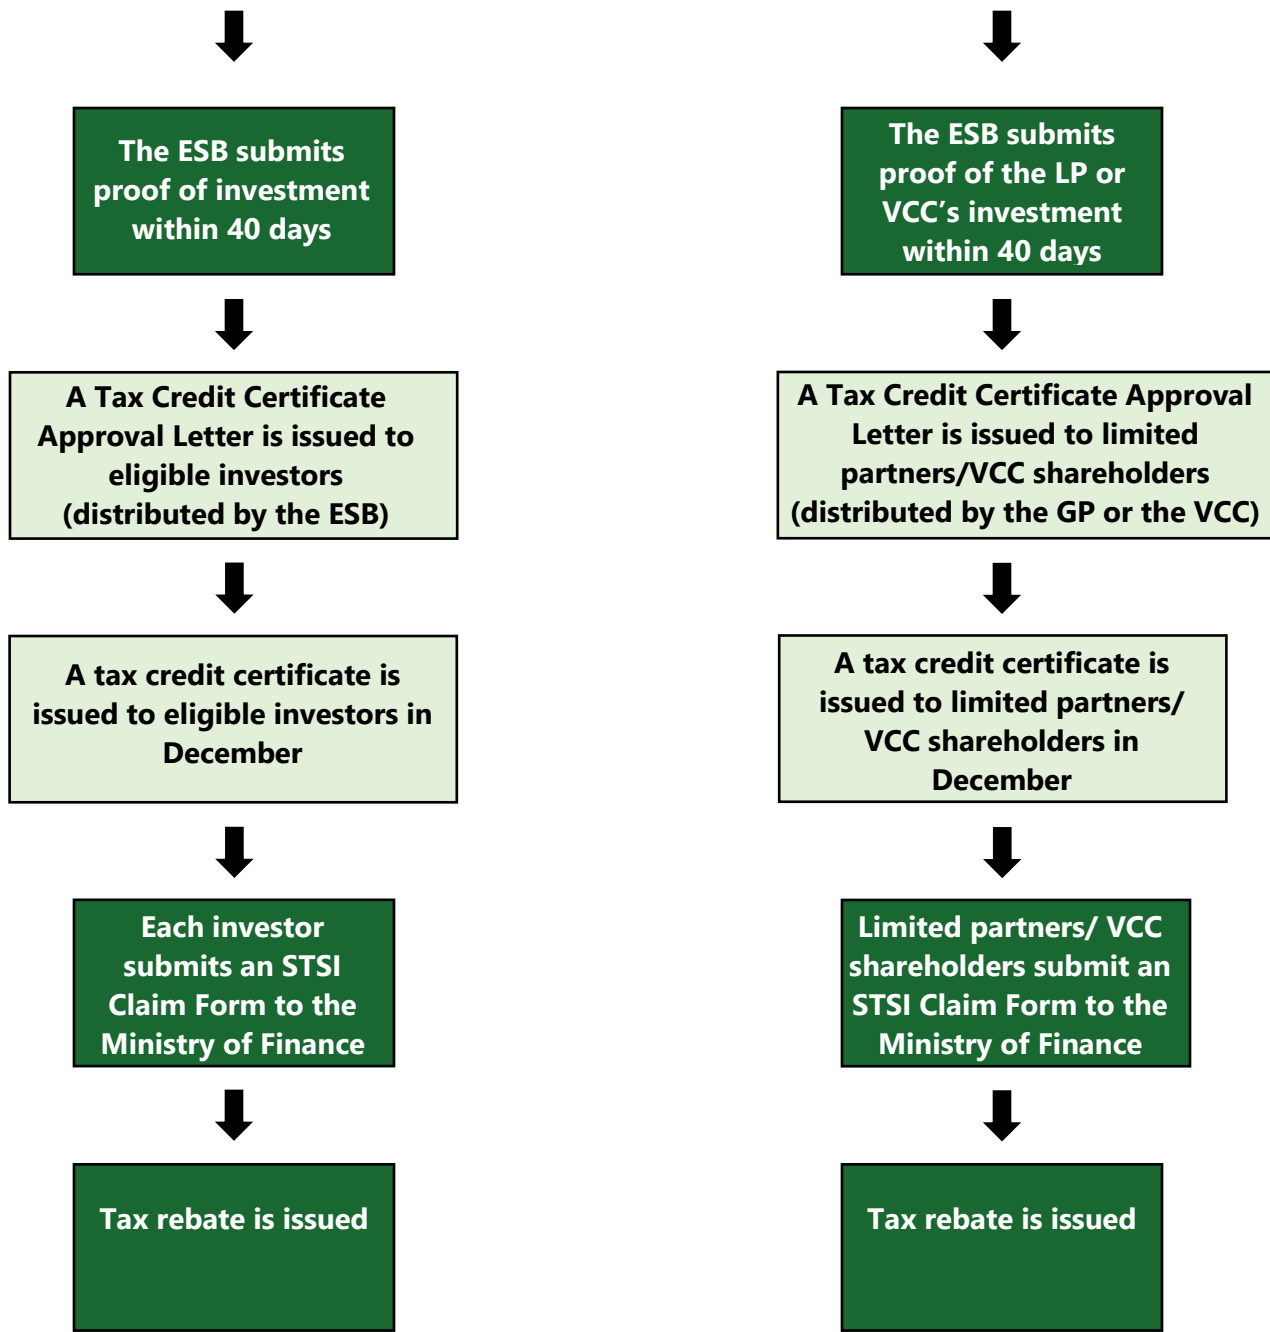 The ESB submits
proof of investment
within 40 days
A Tax Credit Certificate
Approval Letter is issued to
eligible investors
(distributed by the ESB)
A tax credit certificate is
issued to eligible investors in
December
Each investor
submits an STSI
Claim Form to the
Ministry of Finance
Tax rebate is issued
The ESB submits
proof of the LP or
VCC’s investment
within 40 days
A Tax Credit Certificate Approval
Letter is issued to limited
partners/VCC shareholders
(distributed by the GP or the VCC)
A tax credit certificate is
issued to limited partners/
VCC shareholders in
December
Limited partners/ VCC
shareholders submit an
STSI Claim Form to the
Ministry of Finance
Tax rebate is issued